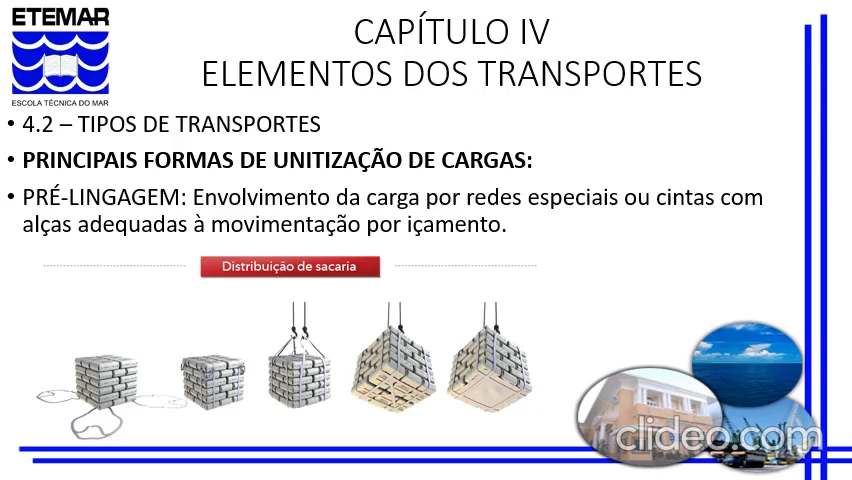 ETEMAR
ESCOLA TÉCNICA DO MAR
CAPÍTULO IV
ELEMENTOS DOS TRANSPORTES
• 4.2 – TIPOS DE TRANSPORTES
• PRINCIPAIS FORMAS DE UNITIZAÇÃO DE CARGAS:
• PRÉ-LINGAGEM: Envolvimento da carga por redes especiais ou cintas com
alças adequadas à movimentação por içamento.
Distribuição de sacaria
clideo.com